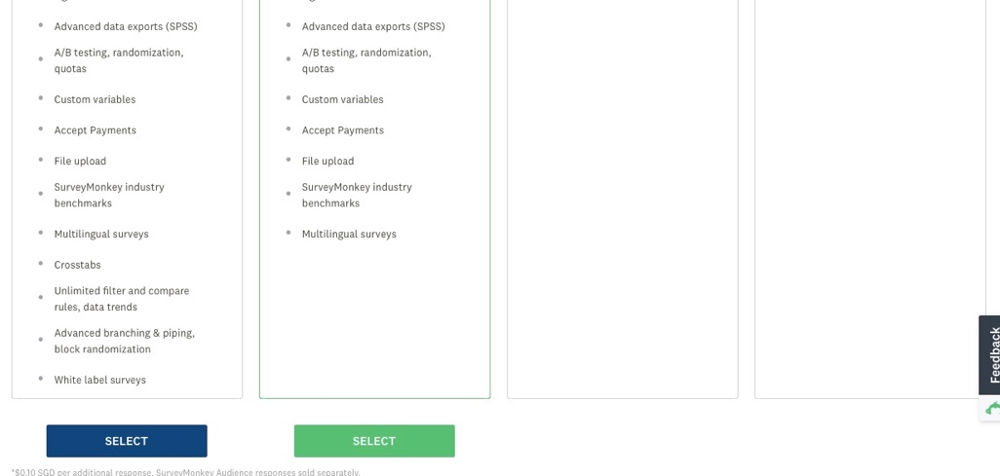 Advanced data exports (SPSS)
A/B testing, randomization,
quotas
Custom variables
Accept Payments
File upload
SurveyMonkey industry
benchmarks
Multilingual surveys
Crosstabs
Unlimited filter and compare
rules, data trends
Advanced branching & piping,
block randomization
White label surveys
SELECT
Advanced data exports (SPSS)
A/B testing, randomization,
quotas
Custom variables
Accept Payments
File upload
SurveyMonkey industry
benchmarks
Multilingual surveys
SELECT
Feedback
*$0.10 SGD per additional response. SurveyMonkey Audience responses sold separately.